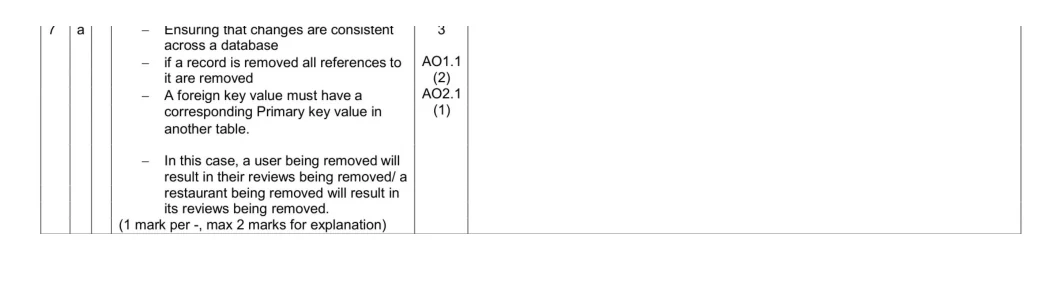 7 a – Ensuring that changes are consistent 3
across a database
– if a record is removed all references to AO1.1
it are removed (2)
– A foreign key value must have a AO2.1
corresponding Primary key value in (1)
another table.
– In this case, a user being removed will
result in their reviews being removed/ a
restaurant being removed will result in
its reviews being removed.
(1 mark per -, max 2 marks for explanation)